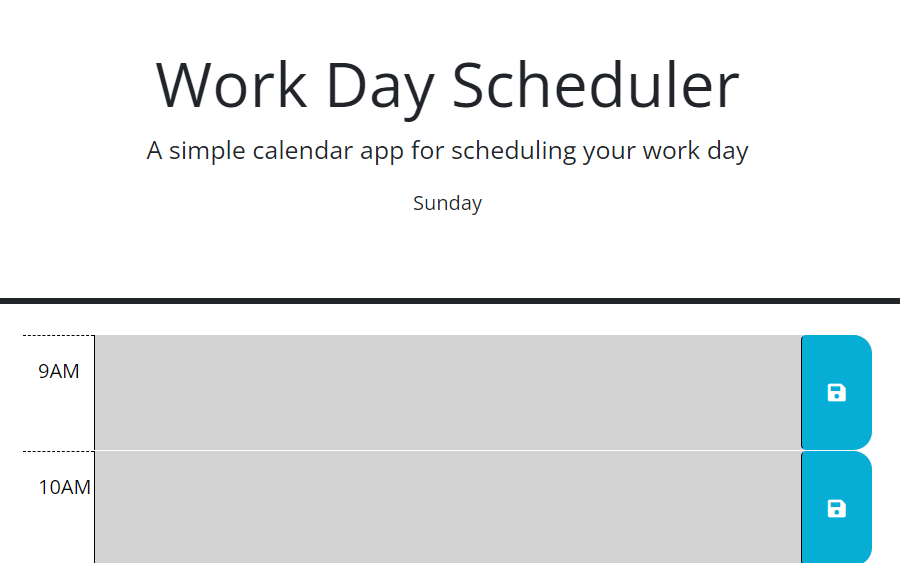 Work Day Scheduler
A simple calendar app for scheduling your work day
Sunday
9AM
10AM